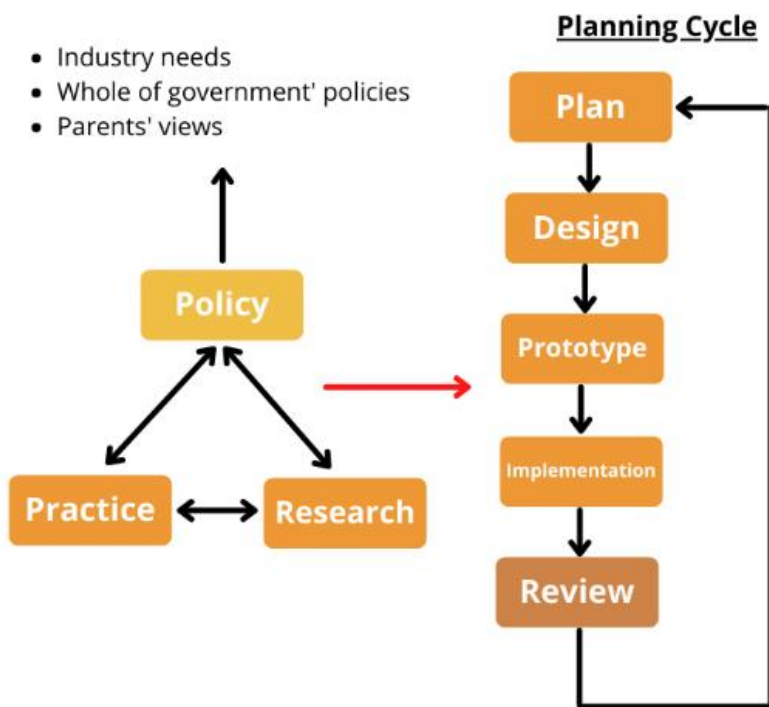 Planning Cycle
• Industry needs
• Whole of government' policies
• Parents' views
Plan
Design
Policy
Prototype
Implementation
Practice
Research
Review